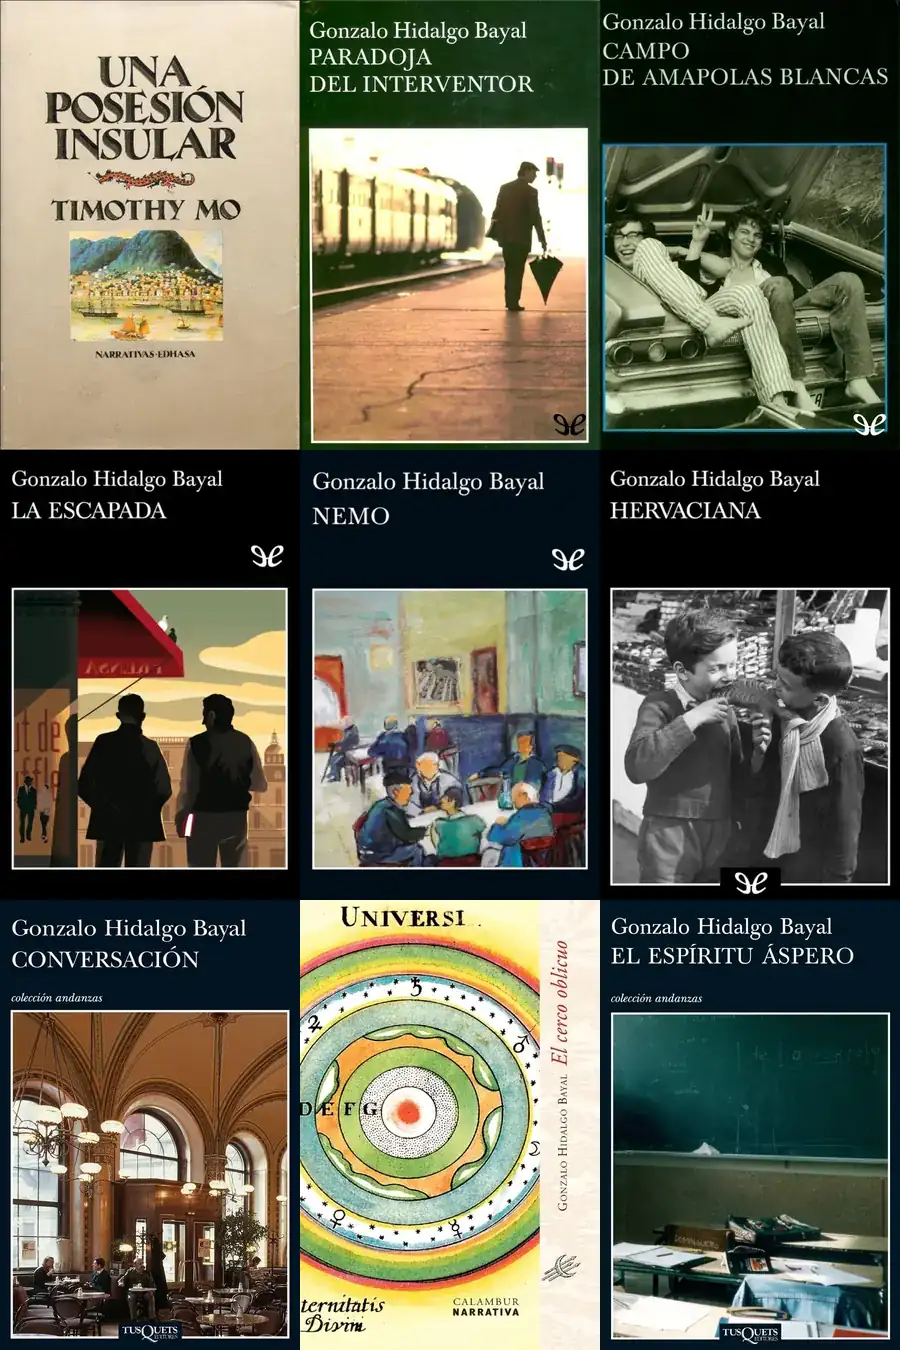 UNA
POSESIÓN
INSULAR
TIMOTHY MO
NARRATIVAS·EDHASA
Gonzalo Hidalgo Bayal
PARADOJA
DEL INTERVENTOR
Gonzalo Hidalgo Bayal
CAMPO
DE AMAPOLAS BLANCAS
Gonzalo Hidalgo Bayal
LA ESCAPADA
Gonzalo Hidalgo Bayal
NEMO
Gonzalo Hidalgo Bayal
HERVACIANA
Gonzalo Hidalgo Bayal
CONVERSACIÓN
colección andanzas
TUSQUETS
EDITORES
UNIVERSI
DEFG
ternitatis
Divini
CALAMBUR
NARRATIVA
GONZALO HIDALGO BAYAL El cerco oblicuo
Gonzalo Hidalgo Bayal
EL ESPÍRITU ÁSPERO
colección andanzas
TUSQUETS
EDITORES